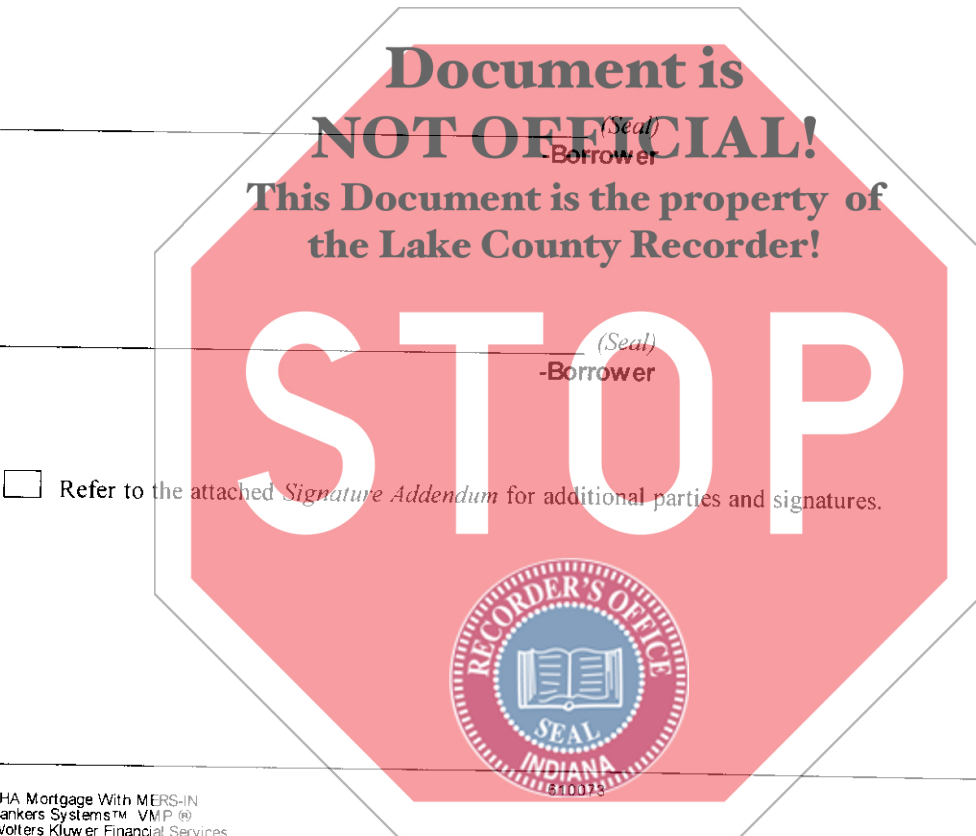 Document is
NOT OFFICIAL!
(Seal)
-Borrower
This Document is the property of
the Lake County Recorder!
STOP
(Seal)
-Borrower
Refer to the attached Signature Addendum for additional parties and signatures.
RECORDER'S OFFICE
SEAL
INDIANA
610073
HA Mortgage With MERS-IN
ankers Systems™ VMP ®
Wolters Kluwer Financial Services